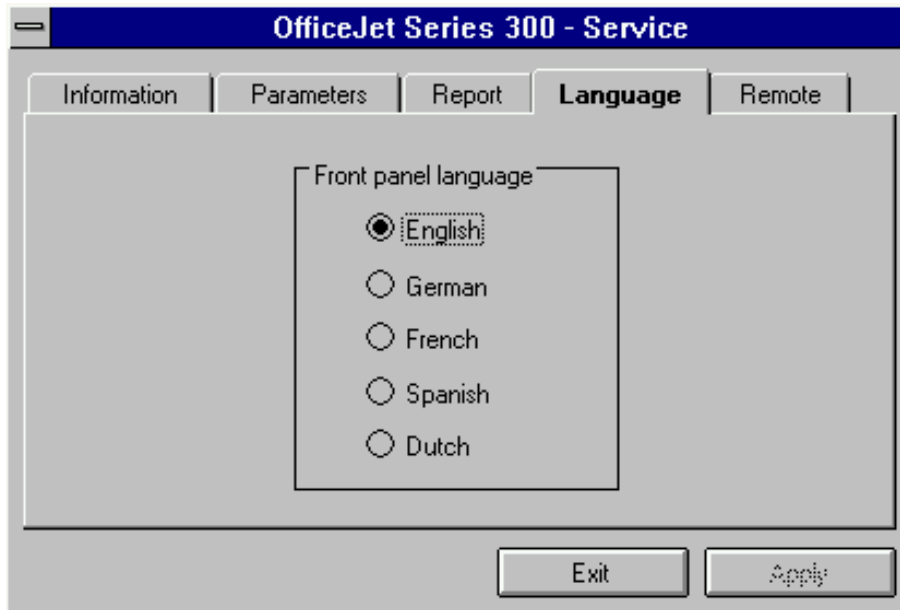 OfficeJet Series 300 - Service
Information Parameters Report Language Remote
Front panel language
English
German
French
Spanish
Dutch
Exit Apply